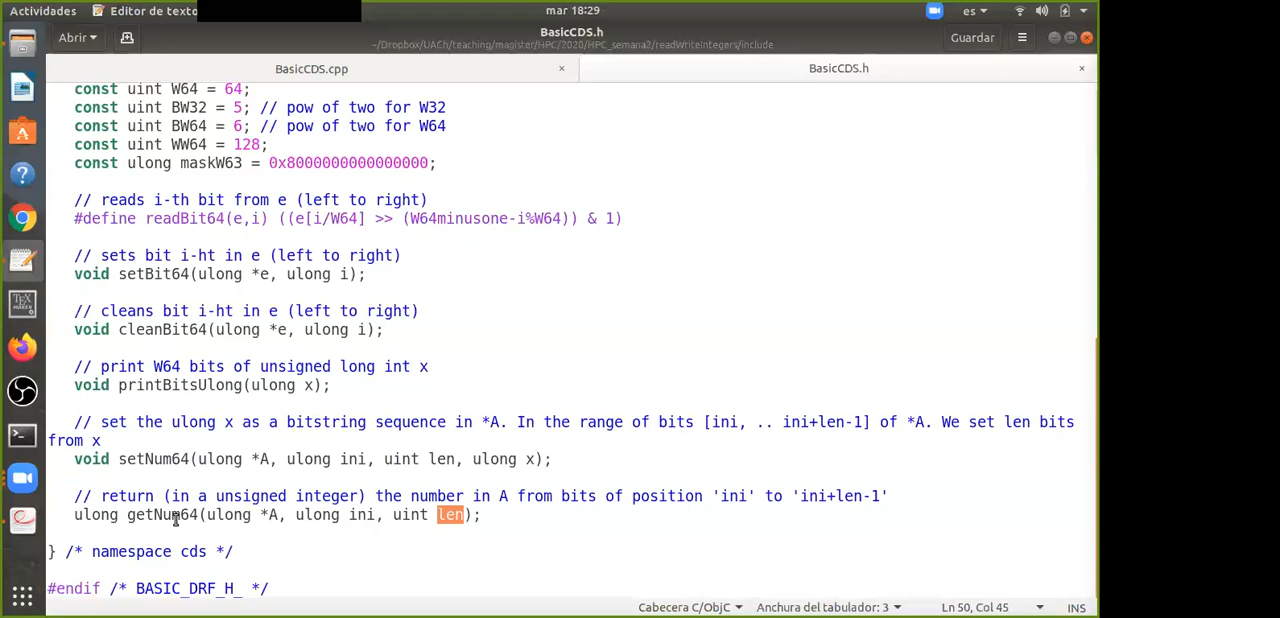 Actividades Editor de texto mar 18:29 es
Abrir BasicCDS.h Guardar
~/Dropbox/UACh/teaching/magister/HPC/2020/HPC_semana2/readWriteIntegers/include
BasicCDS.cpp × BasicCDS.h ×
const uint W64 = 64;
const uint BW32 = 5; // pow of two for W32
const uint BW64 = 6; // pow of two for W64
const uint WW64 = 128;
const ulong maskW63 = 0x8000000000000000;
// reads i-th bit from e (left to right)
#define readBit64(e,i) ((e[i/W64] >> (W64minusone-i%W64)) & 1)
// sets bit i-ht in e (left to right)
void setBit64(ulong *e, ulong i);
// cleans bit i-ht in e (left to right)
void cleanBit64(ulong *e, ulong i);
// print W64 bits of unsigned long int x
void printBitsUlong(ulong x);
// set the ulong x as a bitstring sequence in *A. In the range of bits [ini, .. ini+len-1] of *A. We set len bits
from x
void setNum64(ulong *A, ulong ini, uint len, ulong x);
// return (in a unsigned integer) the number in A from bits of position 'ini' to 'ini+len-1'
ulong getNum64(ulong *A, ulong ini, uint len);
} /* namespace cds */
#endif /* BASIC_DRF_H_ */
Cabecera C/ObjC Anchura del tabulador: 3 Ln 50, Col 45 INS